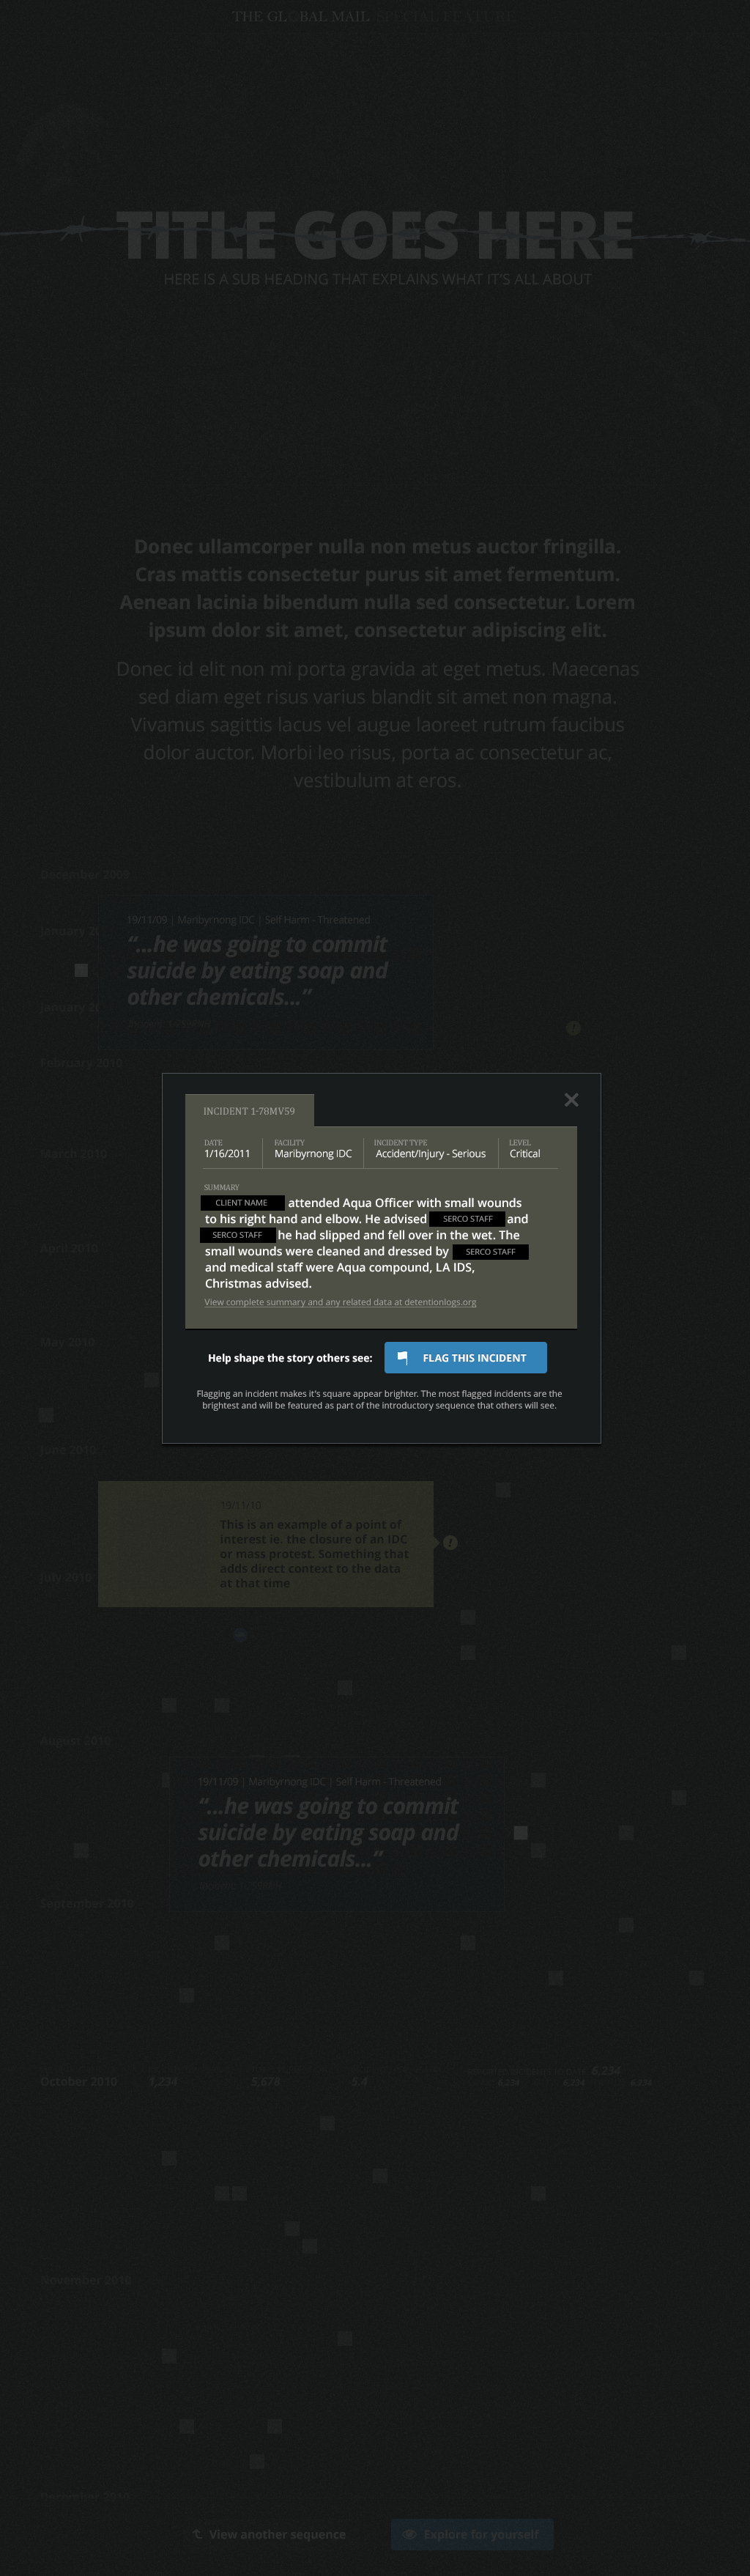 THE GLOBAL MAIL SPECIAL FEATURE
TITLE GOES HERE
HERE IS A SUB HEADING THAT EXPLAINS WHAT IT'S ALL ABOUT
Donec ullamcorper nulla non metus auctor fringilla.
Cras mattis consectetur purus sit amet fermentum.
Aenean lacinia bibendum nulla sed consectetur. Lorem
ipsum dolor sit amet, consectetur adipiscing elit.
Donec id elit non mi porta gravida at eget metus. Maecenas
sed diam eget risus varius blandit sit amet non magna.
Vivamus sagittis lacus vel augue laoreet rutrum faucibus
dolor auctor. Morbi leo risus, porta ac consectetur ac,
vestibulum at eros.
December 2009
19/11/09 | Maribyrnong IDC | Self Harm - Threatened
January 2
“...he was going to commit
suicide by eating soap and
other chemicals...”
January 2
February 2010
INCIDENT 1-78MV59
DATE FACILITY INCIDENT TYPE LEVEL
1/16/2011 Maribyrnong IDC Accident/Injury - Serious Critical
March 2010
SUMMARY
CLIENT NAME attended Aqua Officer with small wounds
to his right hand and elbow. He advised SERCO STAFF and
SERCO STAFF he had slipped and fell over in the wet. The
small wounds were cleaned and dressed by SERCO STAFF
and medical staff were Aqua compound, LA IDS,
Christmas advised.
View complete summary and any related data at detentionlogs.org
April 2010
May 2010
Help shape the story others see: FLAG THIS INCIDENT
Flagging an incident makes it's square appear brighter. The most flagged incidents are the
brightest and will be featured as part of the introductory sequence that others will see.
June 2010
19/11/10
This is an example of a point of
interest ie. the closure of an IDC
or mass protest. Something that
adds direct context to the data
at that time
July 2010
August 2010
19/11/09 | Maribyrnong IDC | Self Harm - Threatened
“...he was going to commit
suicide by eating soap and
other chemicals...”
September 2010
6,234
October 2010 1,234 5,678 5.4 6,234 6,234 6,234
November 2010
December 2010
View another sequence Explore for yourself